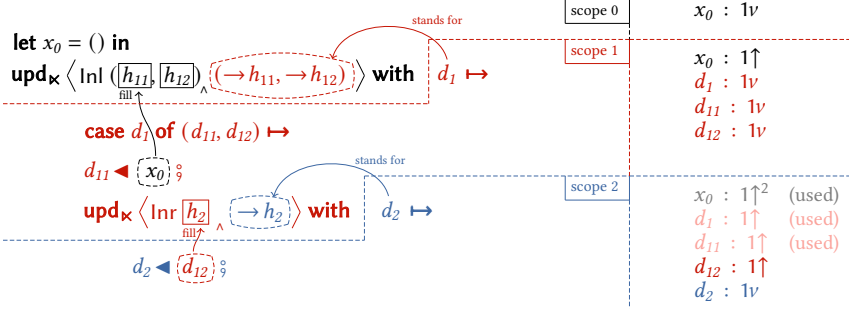 scope 0
x₀ : 1ν
stands for
let x₀ = () in
scope 1
x₀ : 1↑
upd⋉ ⟨ Inl (h₁₁, h₁₂) ‸ (→h₁₁, →h₁₂) ⟩ with d₁ ↦
d₁ : 1ν
fill
d₁₁ : 1ν
case d₁ of (d₁₁, d₁₂) ↦
d₁₂ : 1ν
stands for
d₁₁ ◀ x₀ ⨟
scope 2
x₀ : 1↑² (used)
upd⋉ ⟨ Inr h₂ ‸ →h₂ ⟩ with d₂ ↦
d₁ : 1↑ (used)
fill
d₁₁ : 1↑ (used)
d₂ ◀ d₁₂ ⨟
d₁₂ : 1↑
d₂ : 1ν